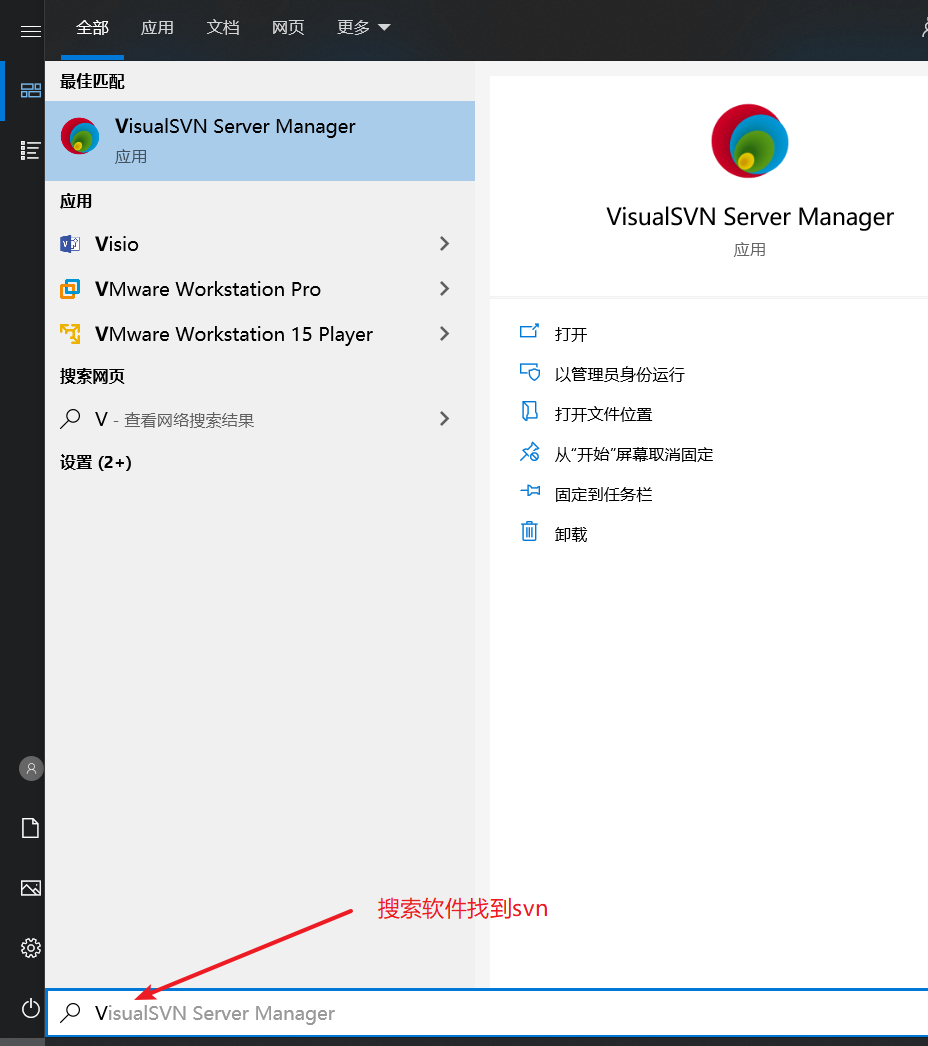 全部 应用 文档 网页 更多
最佳匹配
VisualSVN Server Manager
应用
应用
Visio
VMware Workstation Pro
VMware Workstation 15 Player
搜索网页
V - 查看网络搜索结果
设置 (2+)
VisualSVN Server Manager
应用
打开
以管理员身份运行
打开文件位置
从“开始”屏幕取消固定
固定到任务栏
卸载
搜索软件找到svn
VisualSVN Server Manager